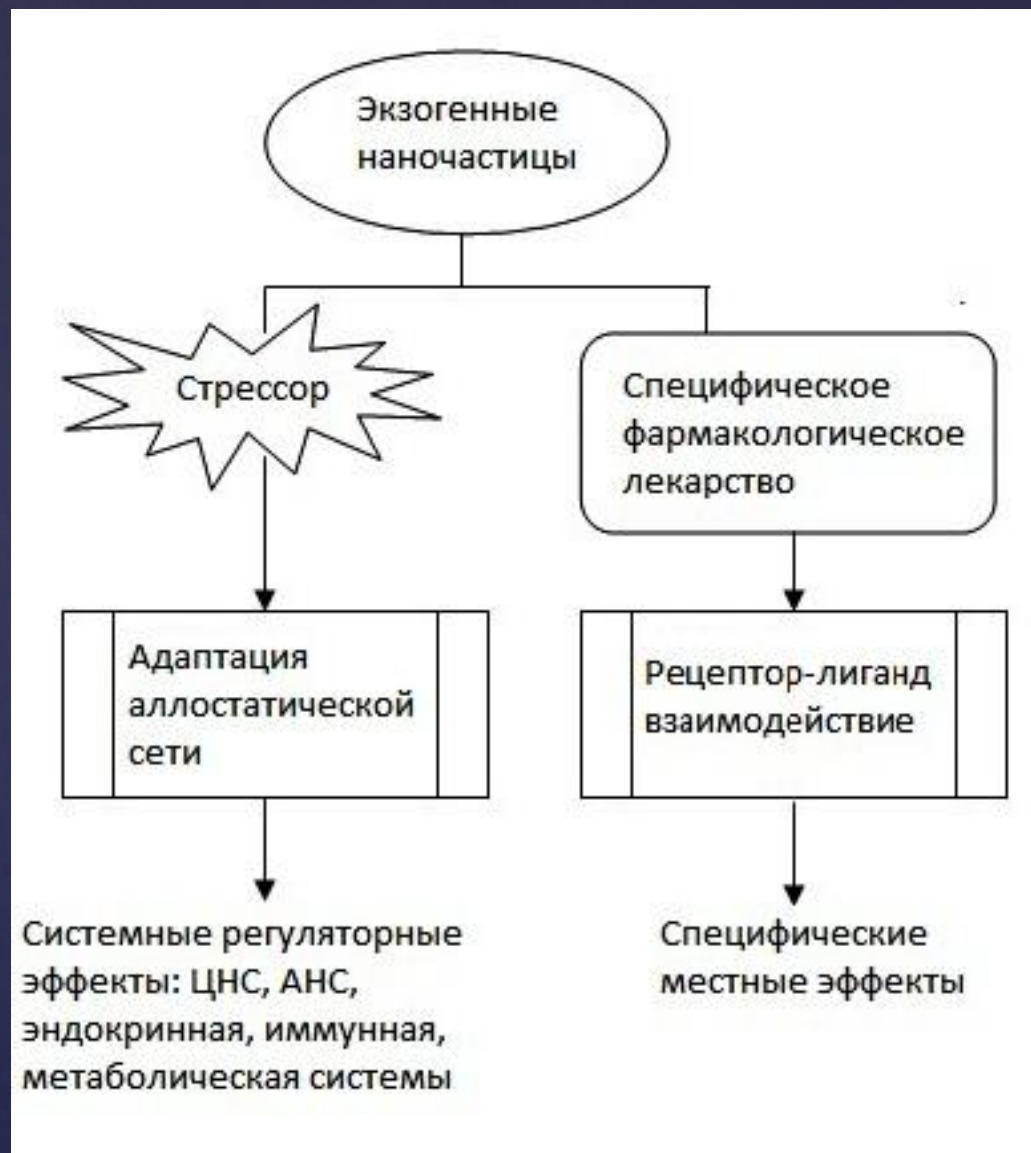 Экзогенные
наночастицы
Стрессор
Специфическое
фармакологическое
лекарство
Адаптация
аллостатической
сети
Рецептор-лиганд
взаимодействие
Системные регуляторные
эффекты: ЦНС, АНС,
эндокринная, иммунная,
метаболическая системы
Специфические
местные эффекты